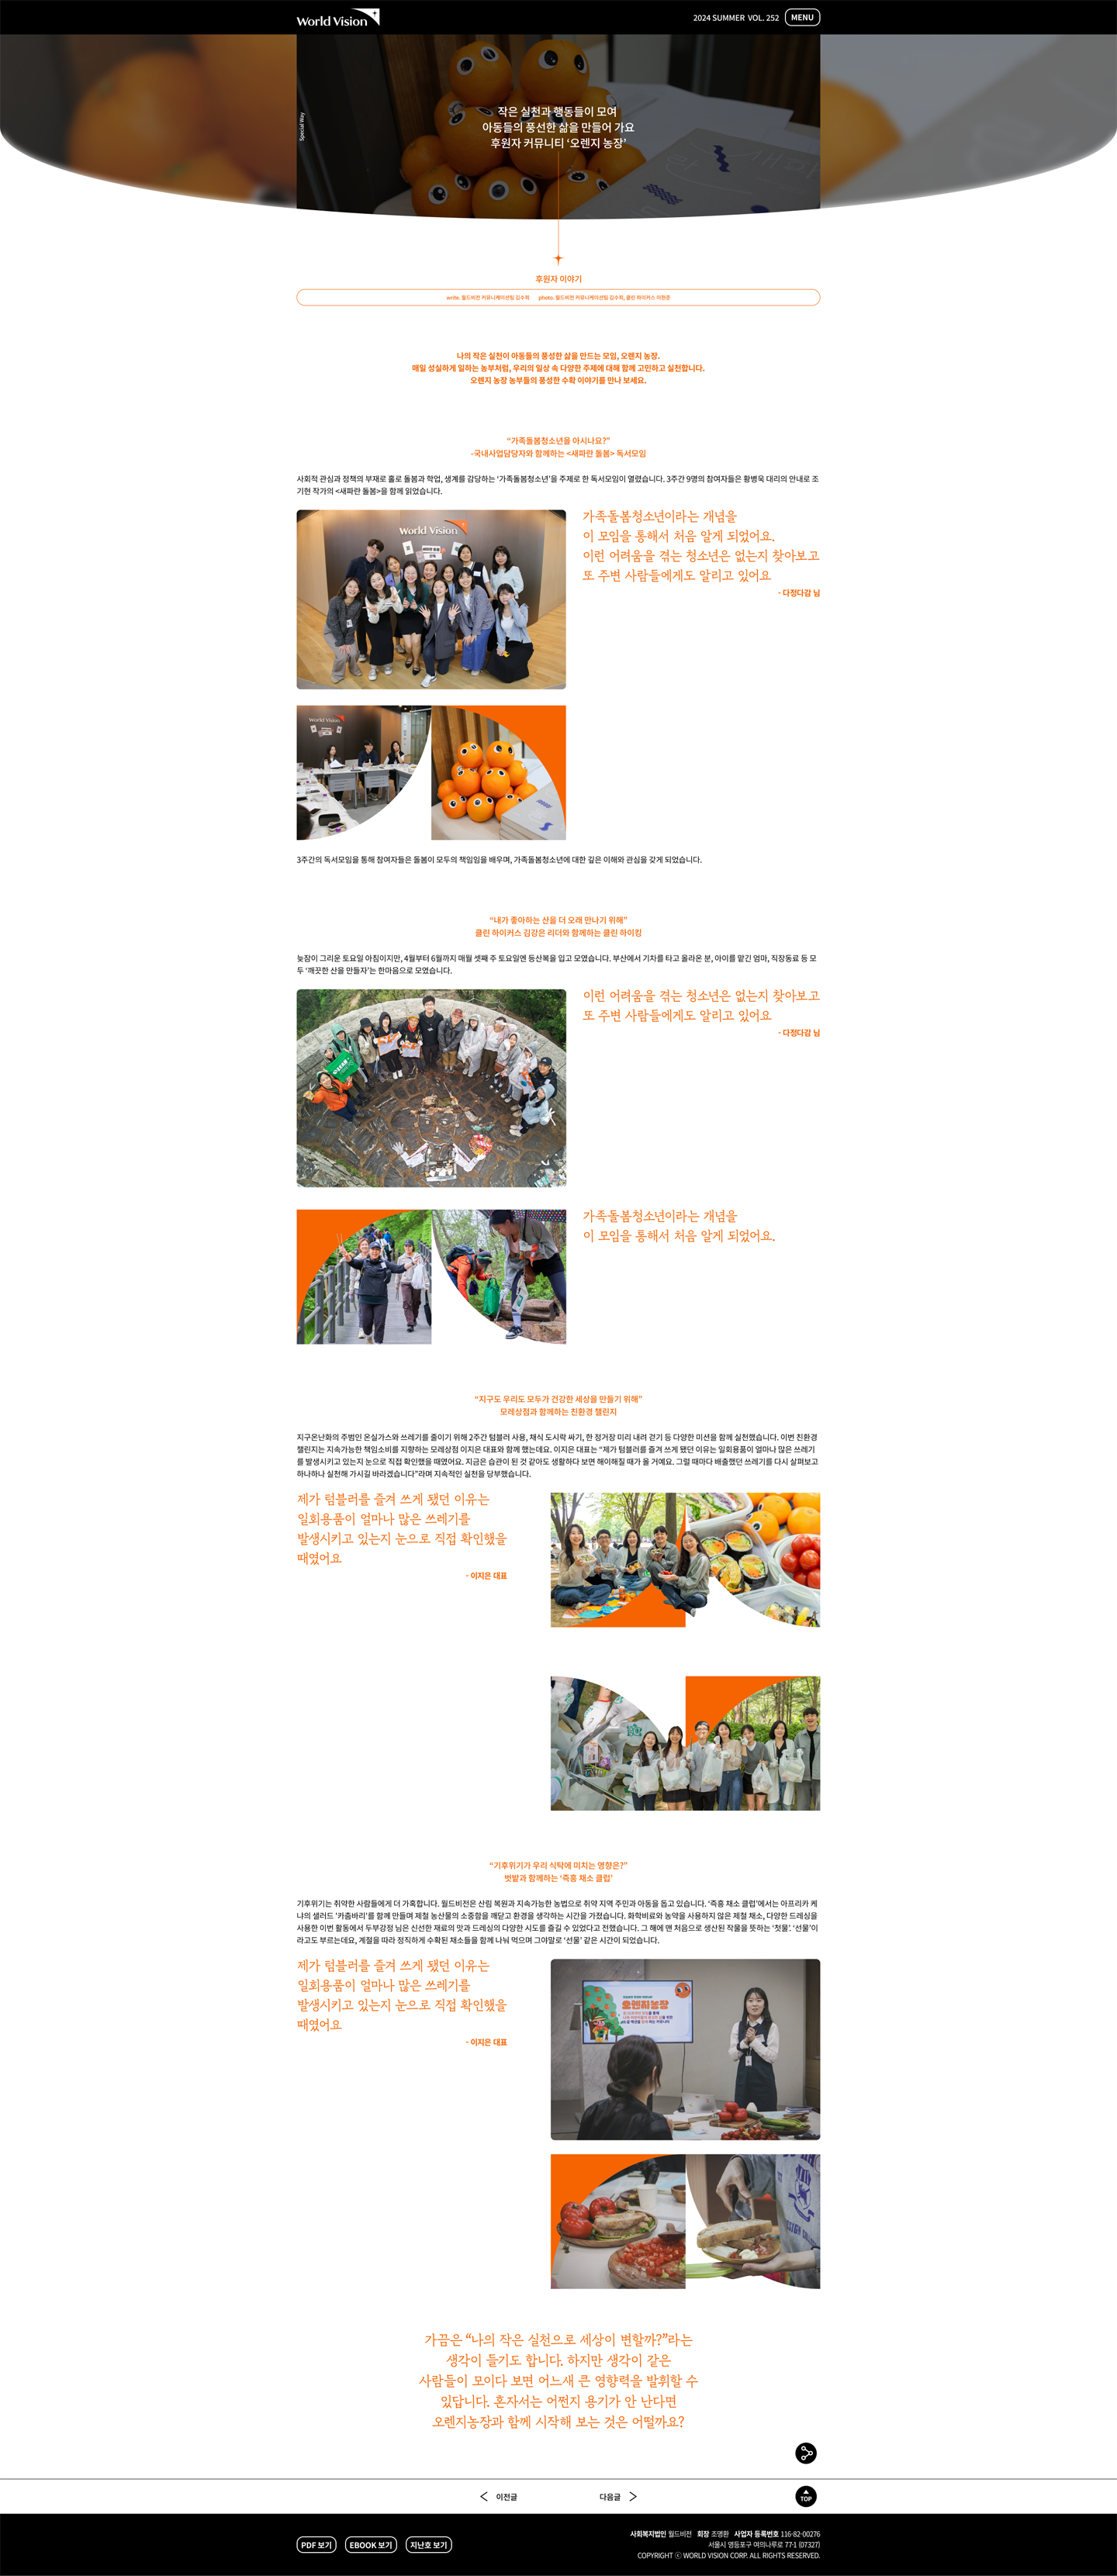 World Vision
2024 SUMMER VOL. 252
MENU
Special Way
작은 실천과 행동들이 모여
아동들의 풍선한 삶을 만들어 가요
후원자 커뮤니티 ‘오렌지 농장’
후원자 이야기
write. 월드비전 커뮤니케이션팀 김수희 photo. 월드비전 커뮤니케이션팀 김수희, 클린 하이커스 이현준
나의 작은 실천이 아동들의 풍성한 삶을 만드는 모임, 오렌지 농장.
매일 성실하게 일하는 농부처럼, 우리의 일상 속 다양한 주제에 대해 함께 고민하고 실천합니다.
오렌지 농장 농부들의 풍성한 수확 이야기를 만나 보세요.
“가족돌봄청소년을 아시나요?”
-국내사업담당자와 함께하는 <새파란 돌봄> 독서모임
사회적 관심과 정책의 부재로 홀로 돌봄과 학업, 생계를 감당하는 ‘가족돌봄청소년’을 주제로 한 독서모임이 열렸습니다. 3주간 9명의 참여자들은 황병욱 대리의 안내로 조
기현 작가의 <새파란 돌봄>을 함께 읽었습니다.
World Vision
가족돌봄청소년이라는 개념을
이 모임을 통해서 처음 알게 되었어요.
이런 어려움을 겪는 청소년은 없는지 찾아보고
또 주변 사람들에게도 알리고 있어요
- 다정다감 님
World Vision
3주간의 독서모임을 통해 참여자들은 돌봄이 모두의 책임임을 배우며, 가족돌봄청소년에 대한 깊은 이해와 관심을 갖게 되었습니다.
“내가 좋아하는 산을 더 오래 만나기 위해”
클린 하이커스 김강은 리더와 함께하는 클린 하이킹
늦잠이 그리운 토요일 아침이지만, 4월부터 6월까지 매월 셋째 주 토요일엔 등산복을 입고 모였습니다. 부산에서 기차를 타고 올라온 분, 아이를 맡긴 엄마, 직장동료 등 모
두 ‘깨끗한 산을 만들자’는 한마음으로 모였습니다.
이런 어려움을 겪는 청소년은 없는지 찾아보고
또 주변 사람들에게도 알리고 있어요
- 다정다감 님
가족돌봄청소년이라는 개념을
이 모임을 통해서 처음 알게 되었어요.
“지구도 우리도 모두가 건강한 세상을 만들기 위해”
모레상점과 함께하는 친환경 챌린지
지구온난화의 주범인 온실가스와 쓰레기를 줄이기 위해 2주간 텀블러 사용, 채식 도시락 싸기, 한 정거장 미리 내려 걷기 등 다양한 미션을 함께 실천했습니다. 이번 친환경
챌린지는 지속가능한 책임소비를 지향하는 모레상점 이지은 대표와 함께 했는데요. 이지은 대표는 “제가 텀블러를 즐겨 쓰게 됐던 이유는 일회용품이 얼마나 많은 쓰레기
를 발생시키고 있는지 눈으로 직접 확인했을 때였어요. 지금은 습관이 된 것 같아도 생활하다 보면 해이해질 때가 올 거예요. 그럴 때마다 배출했던 쓰레기를 다시 살펴보고
하나하나 실천해 가시길 바라겠습니다”라며 지속적인 실천을 당부했습니다.
제가 텀블러를 즐겨 쓰게 됐던 이유는
일회용품이 얼마나 많은 쓰레기를
발생시키고 있는지 눈으로 직접 확인했을
때였어요
- 이지은 대표
“기후위기가 우리 식탁에 미치는 영향은?”
벗밭과 함께하는 ‘즉흥 채소 클럽’
기후위기는 취약한 사람들에게 더 가혹합니다. 월드비전은 산림 복원과 지속가능한 농법으로 취약 지역 주민과 아동을 돕고 있습니다. ‘즉흥 채소 클럽’에서는 아프리카 케
냐의 샐러드 ‘카춤바리’를 함께 만들며 제철 농산물의 소중함을 깨닫고 환경을 생각하는 시간을 가졌습니다. 화학비료와 농약을 사용하지 않은 제철 채소, 다양한 드레싱을
사용한 이번 활동에서 두부강정 님은 신선한 재료의 맛과 드레싱의 다양한 시도를 즐길 수 있었다고 전했습니다. 그 해에 맨 처음으로 생산된 작물을 뜻하는 ‘첫물’. ‘선물’이
라고도 부르는데요, 계절을 따라 정직하게 수확된 채소들을 함께 나눠 먹으며 그야말로 ‘선물’ 같은 시간이 되었습니다.
제가 텀블러를 즐겨 쓰게 됐던 이유는
일회용품이 얼마나 많은 쓰레기를
발생시키고 있는지 눈으로 직접 확인했을
때였어요
- 이지은 대표
오렌지농장
가끔은 “나의 작은 실천으로 세상이 변할까?”라는
생각이 들기도 합니다. 하지만 생각이 같은
사람들이 모이다 보면 어느새 큰 영향력을 발휘할 수
있답니다. 혼자서는 어쩐지 용기가 안 난다면
오렌지농장과 함께 시작해 보는 것은 어떨까요?
이전글
다음글
TOP
PDF 보기
EBOOK 보기
지난호 보기
사회복지법인 월드비전 회장 조명환 사업자 등록번호 116-82-00276
서울시 영등포구 여의나루로 77-1 (07327)
COPYRIGHT ⓒ WORLD VISION CORP. ALL RIGHTS RESERVED.